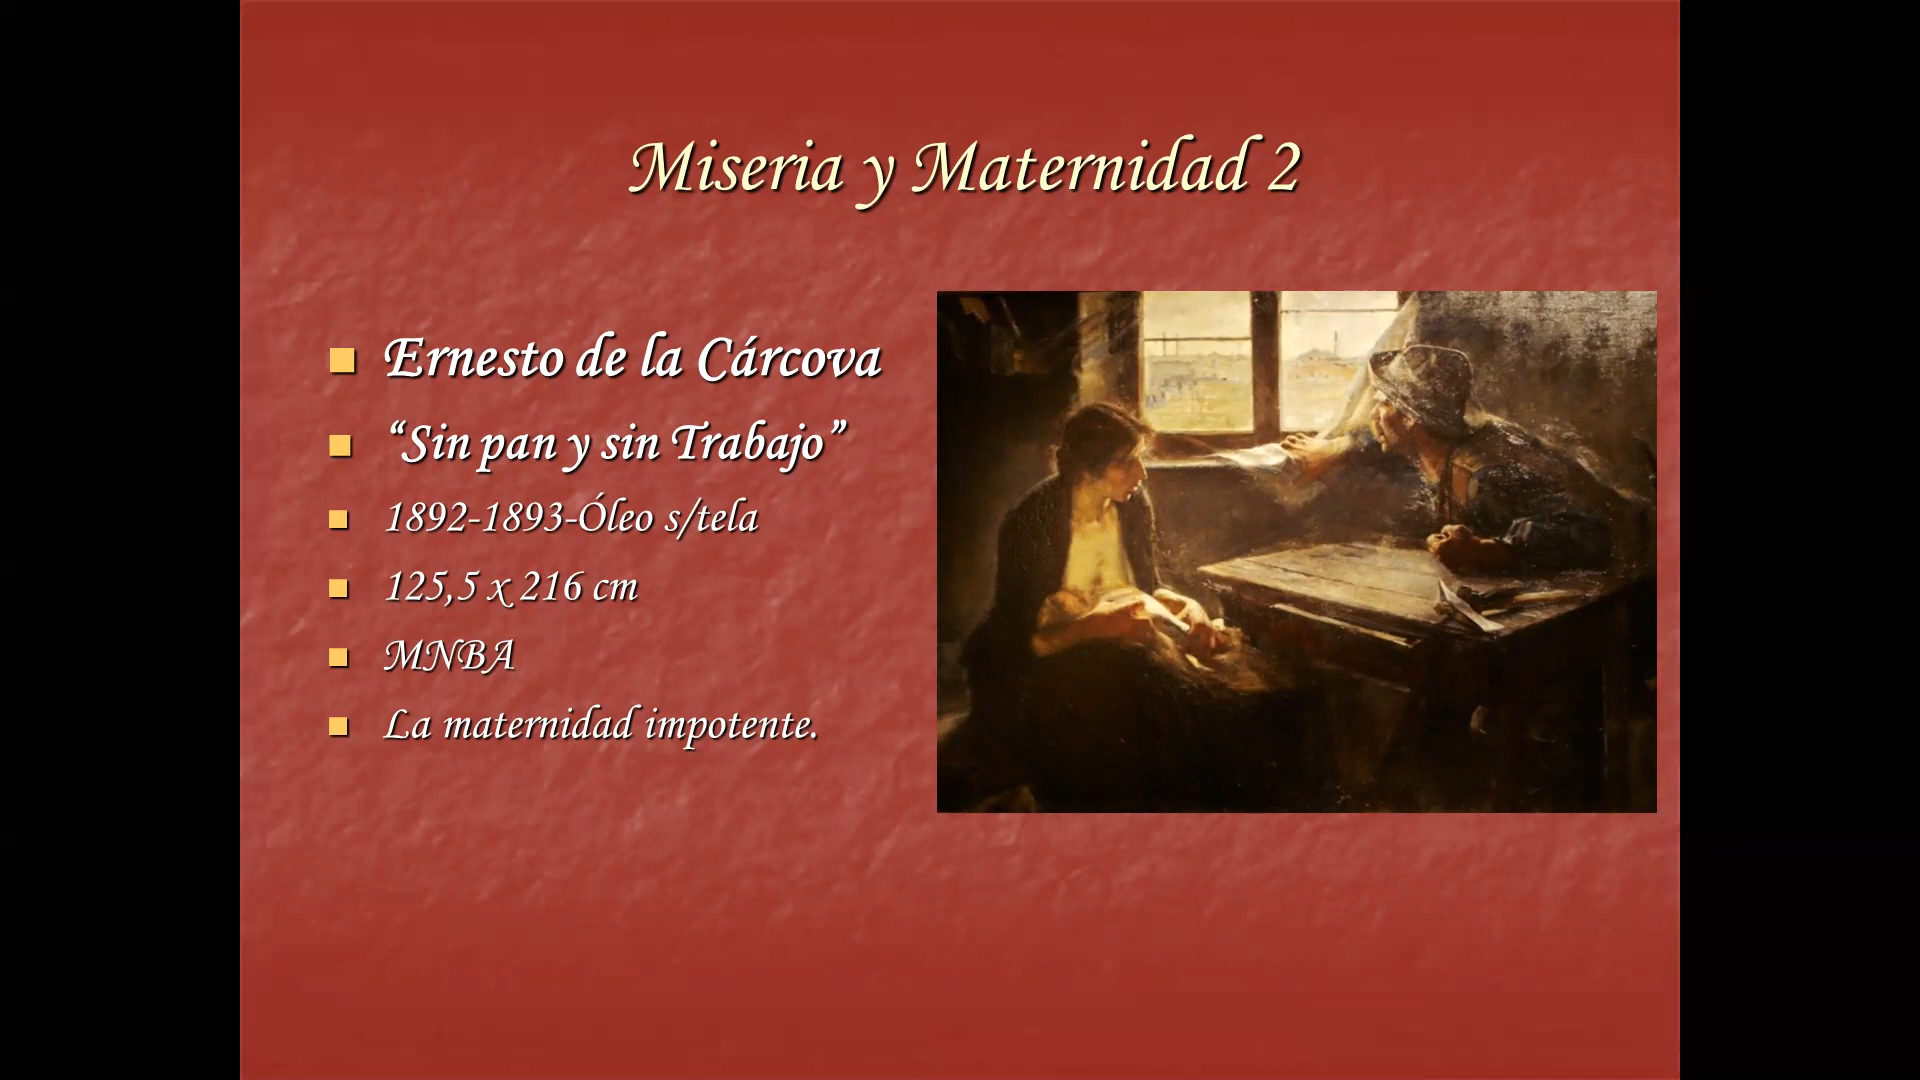 Miseria y Maternidad 2
Ernesto de la Cárcova
“Sin pan y sin Trabajo”
1892-1893-Óleo s/tela
125,5 x 216 cm
MNBA
La maternidad impotente.